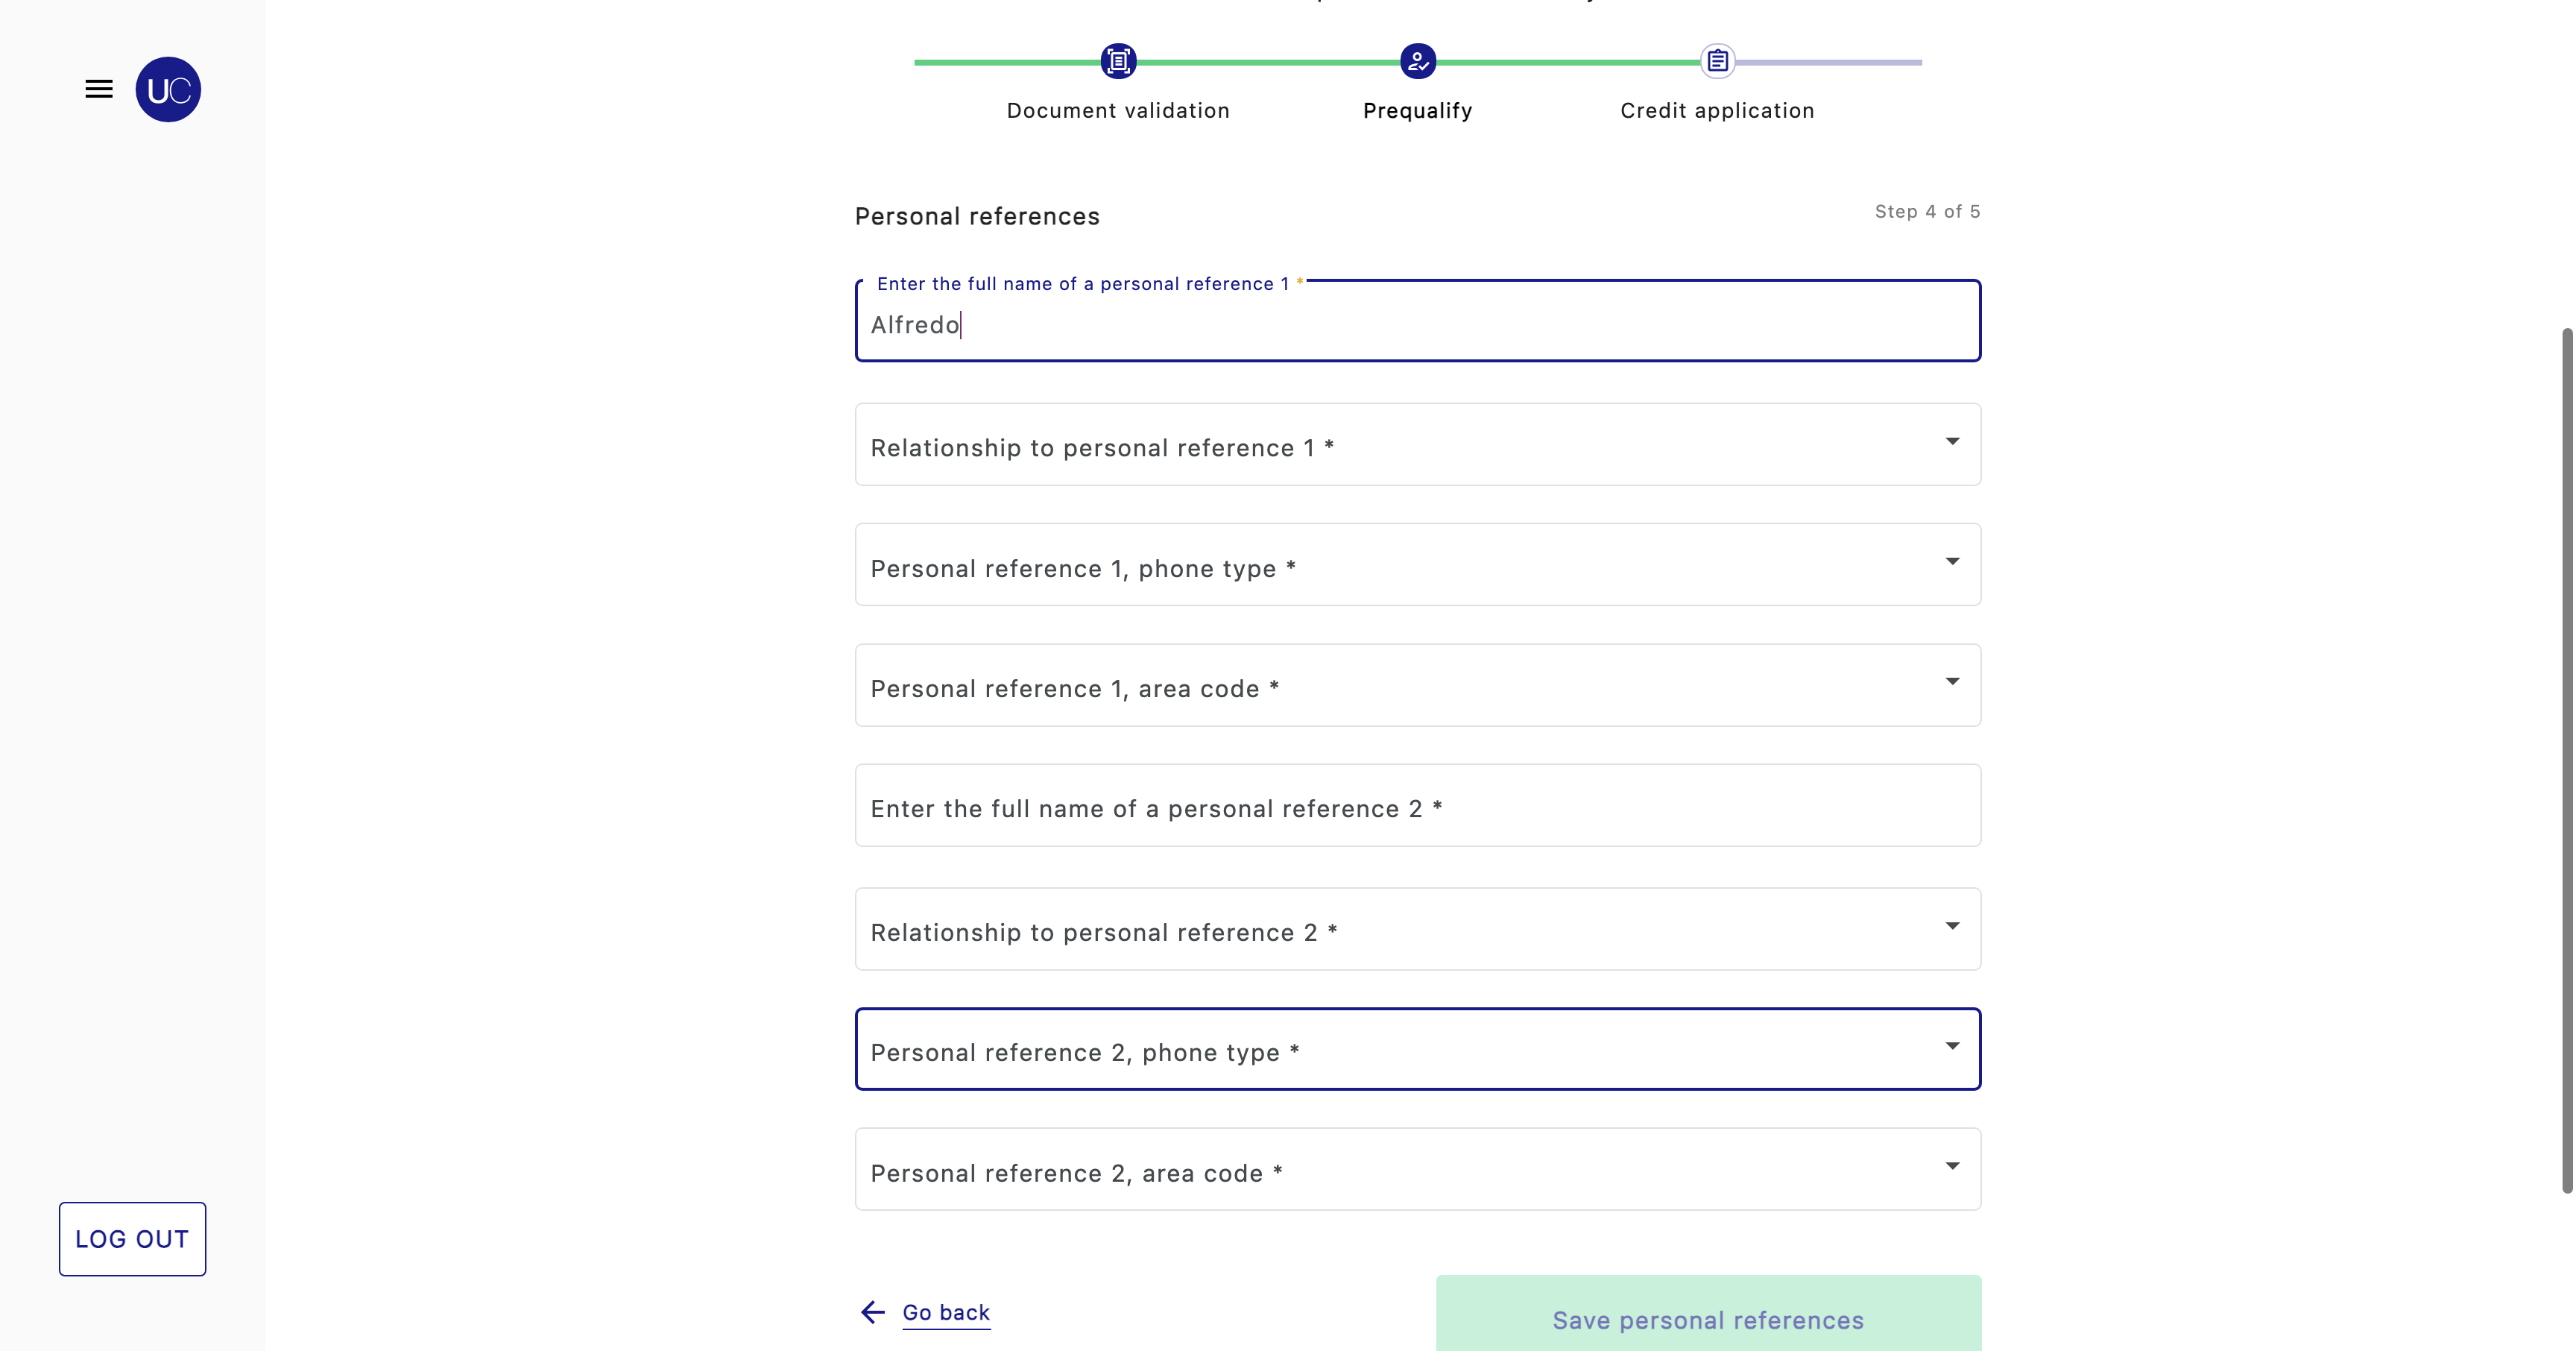 UC
Document validation
Prequalify
Credit application
Personal references
Step 4 of 5
Enter the full name of a personal reference 1 *
Alfredo
Relationship to personal reference 1 *
Personal reference 1, phone type *
Personal reference 1, area code *
Enter the full name of a personal reference 2 *
Relationship to personal reference 2 *
Personal reference 2, phone type *
Personal reference 2, area code *
LOG OUT
Go back
Save personal references